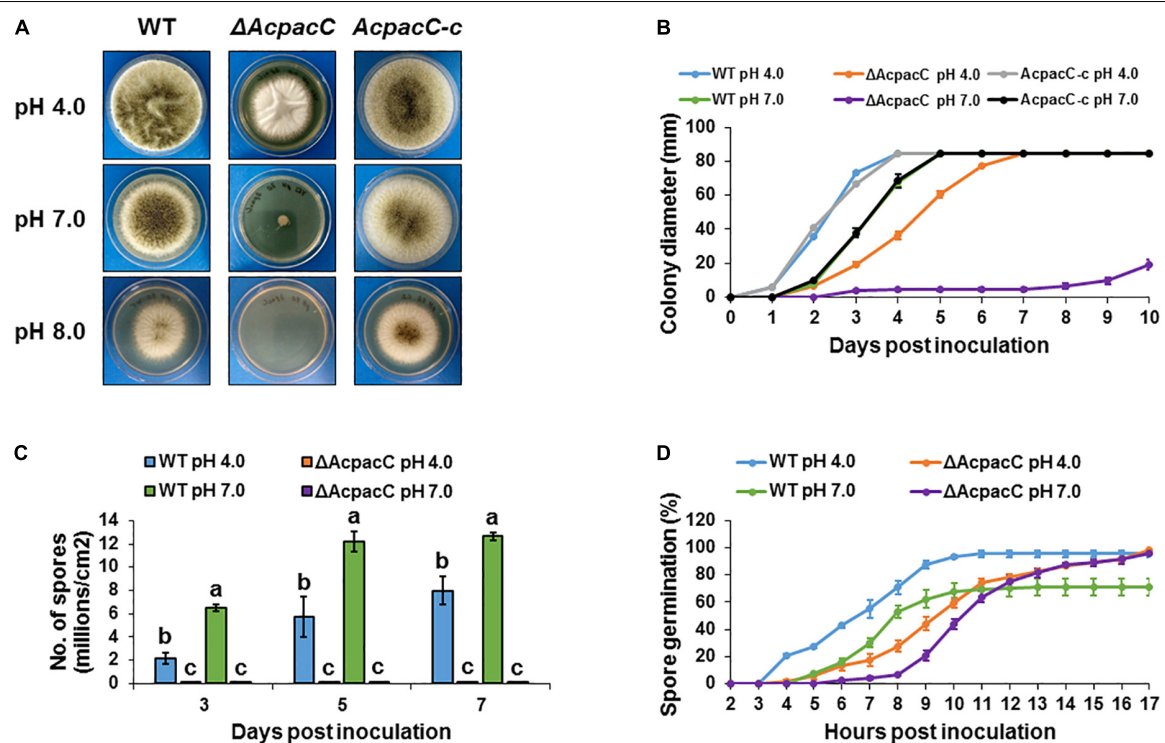 A
WT ΔAcpacC AcpacC-c
pH 4.0
pH 7.0
pH 8.0
B
WT pH 4.0 ΔAcpacC pH 4.0 AcpacC-c pH 4.0
WT pH 7.0 ΔAcpacC pH 7.0 AcpacC-c pH 7.0
Colony diameter (mm)
100
80
60
40
20
0
0 1 2 3 4 5 6 7 8 9 10
Days post inoculation
C
WT pH 4.0 ΔAcpacC pH 4.0
WT pH 7.0 ΔAcpacC pH 7.0
No. of spores
(millions/cm2)
14
12
10
8
6
4
2
0
b c a c b c a c b c a c
3 5 7
Days post inoculation
D
WT pH 4.0 ΔAcpacC pH 4.0
WT pH 7.0 ΔAcpacC pH 7.0
Spore germination (%)
120
100
80
60
40
20
0
2 3 4 5 6 7 8 9 10 11 12 13 14 15 16 17
Hours post inoculation